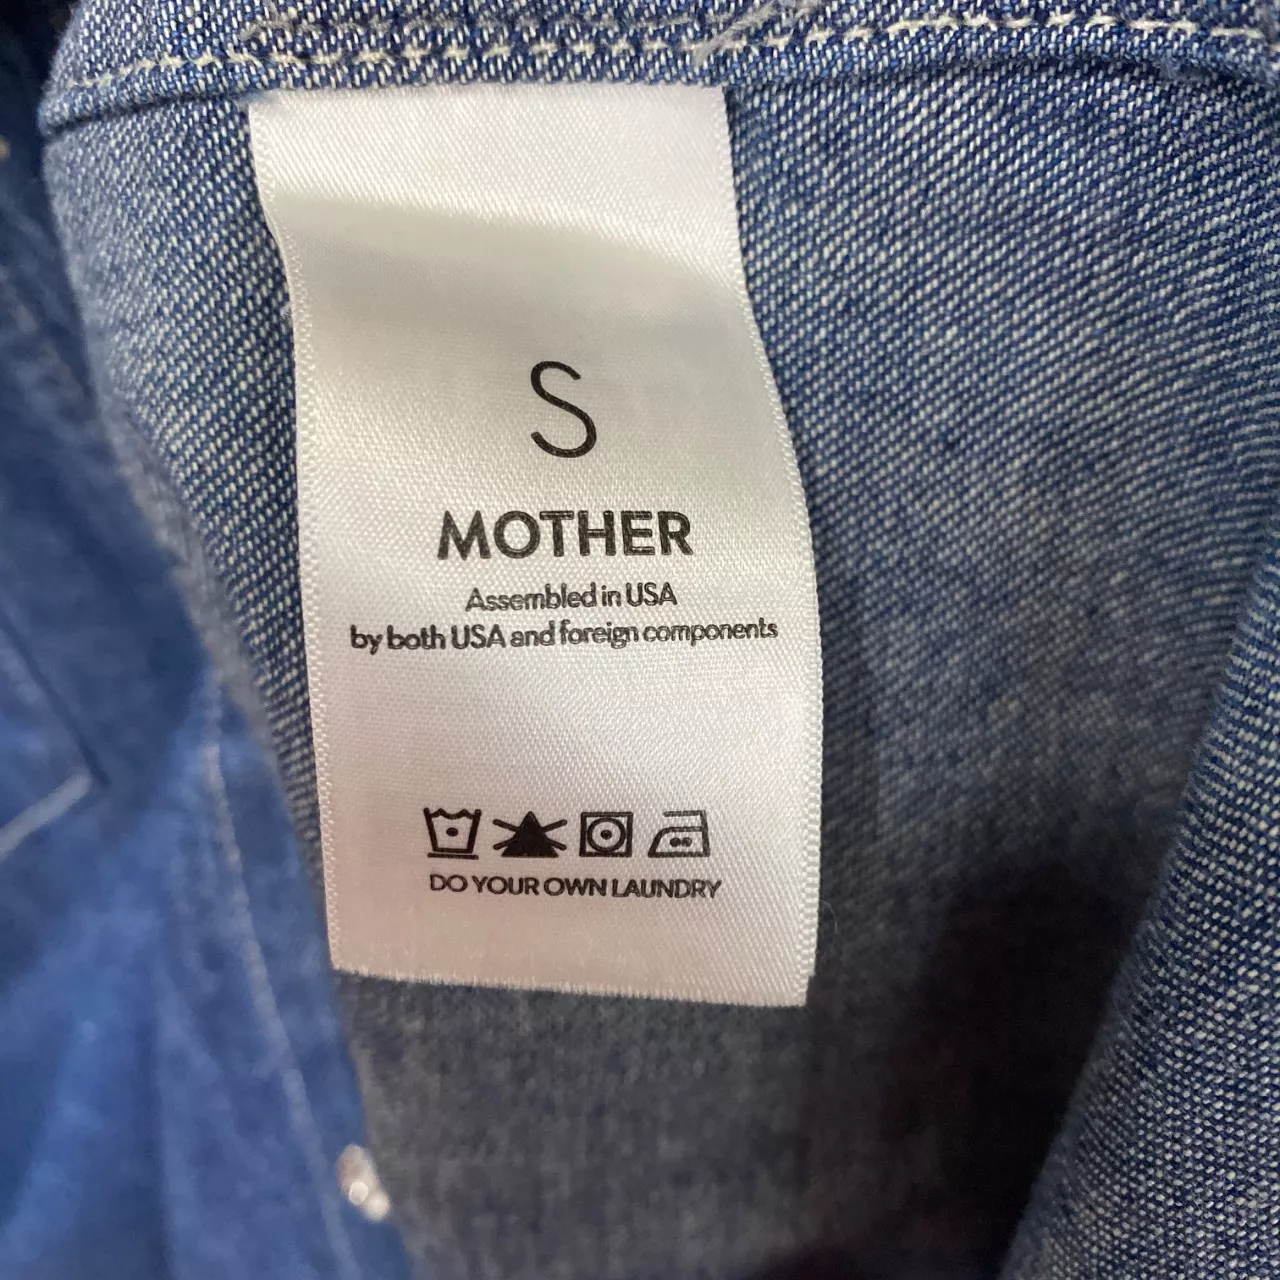 S
MOTHER
Assembled in USA
by both USA and foreign components
DO YOUR OWN LAUNDRY